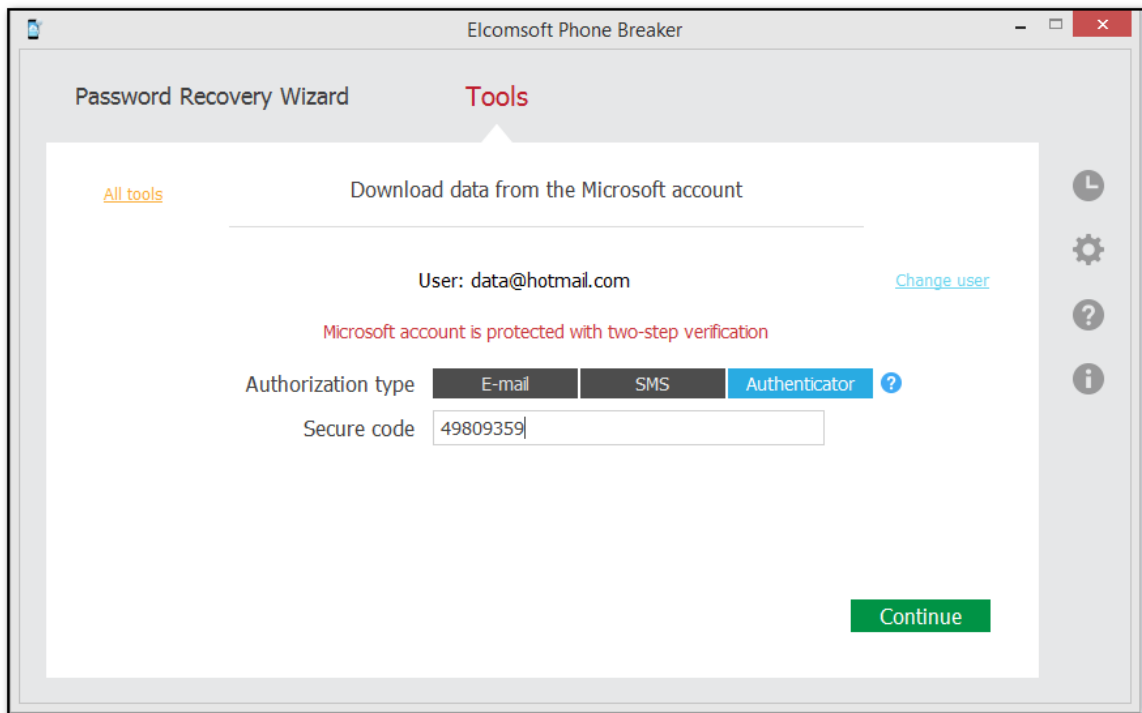 Elcomsoft Phone Breaker
Password Recovery Wizard Tools
All tools
Download data from the Microsoft account
User: data@hotmail.com
Change user
Microsoft account is protected with two-step verification
Authorization type E-mail SMS Authenticator ?
Secure code 49809359
Continue